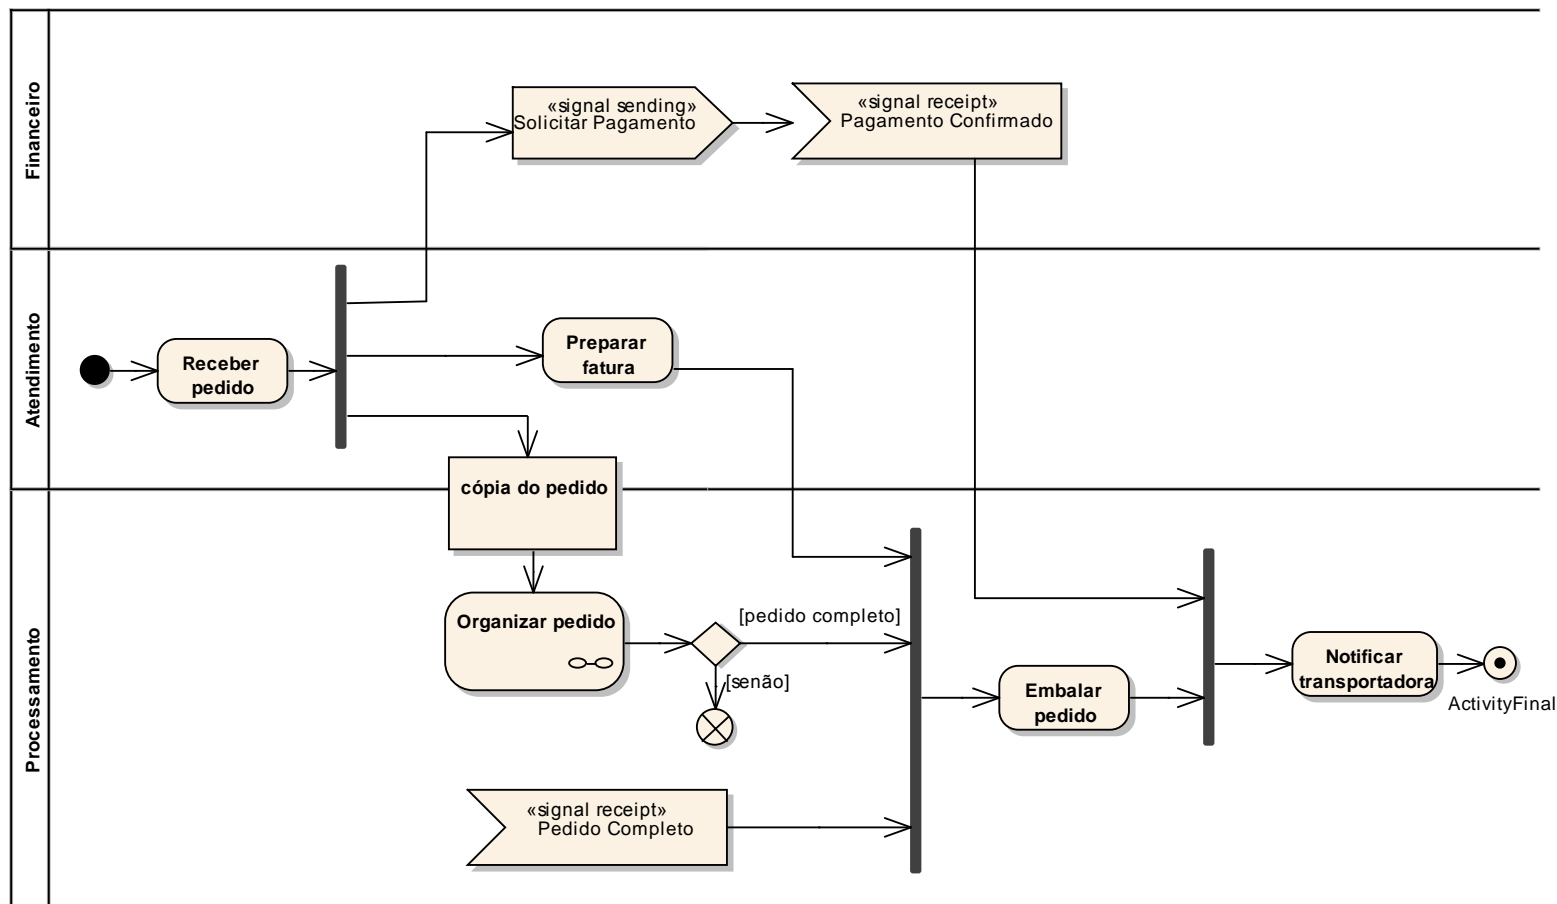 Financeiro
«signal sending»
Solicitar Pagamento
«signal receipt»
Pagamento Confirmado
Atendimento
Receber
pedido
Preparar
fatura
cópia do pedido
Processamento
Organizar pedido
[pedido completo]
[senão]
«signal receipt»
Pedido Completo
Embalar
pedido
Notificar
transportadora
ActivityFinal